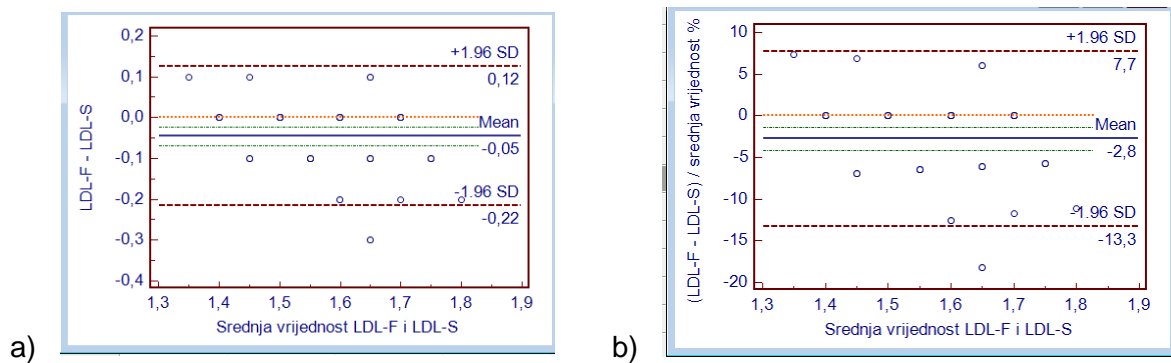 0,2
0,1
0,0
-0,1
-0,2
-0,3
-0,4
LDL-F - LDL-S
+1.96 SD
0,12
Mean
-0,05
-1.96 SD
-0,22
1,3 1,4 1,5 1,6 1,7 1,8 1,9
Srednja vrijednost LDL-F i LDL-S
a)
10
5
0
-5
-10
-15
-20
(LDL-F - LDL-S) / srednja vrijednost %
+1.96 SD
7,7
Mean
-2,8
-1.96 SD
-13,3
1,3 1,4 1,5 1,6 1,7 1,8 1,9
Srednja vrijednost LDL-F i LDL-S
b)